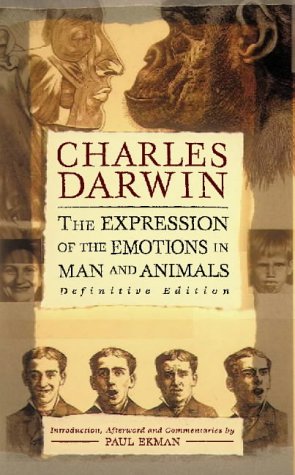 CHARLES
DARWIN
THE EXPRESSION
OF THE EMOTIONS IN
MAN AND ANIMALS
Definitive Edition
Introduction, Afterword and Commentaries by
PAUL EKMAN